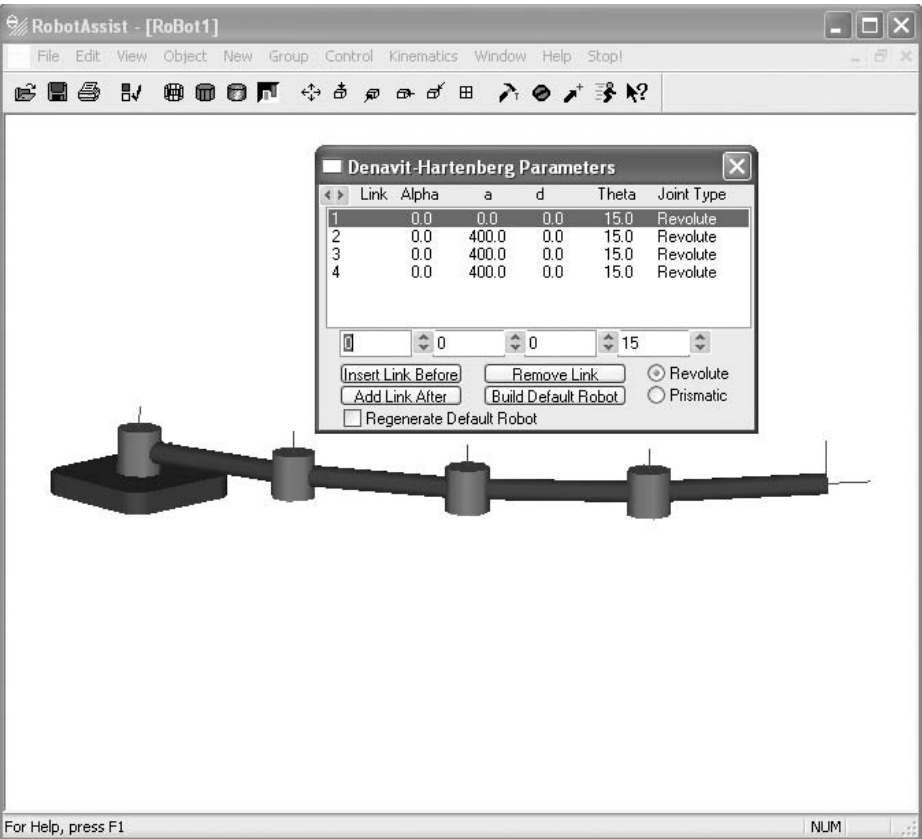 RobotAssist - [RoBot1]
File Edit View Object New Group Control Kinematics Window Help Stop!
Denavit-Hartenberg Parameters
Link Alpha a d Theta Joint Type
1 0.0 0.0 0.0 15.0 Revolute
2 0.0 400.0 0.0 15.0 Revolute
3 0.0 400.0 0.0 15.0 Revolute
4 0.0 400.0 0.0 15.0 Revolute
0 0 0 15
Insert Link Before Remove Link Revolute
Add Link After Build Default Robot Prismatic
Regenerate Default Robot
For Help, press F1 NUM